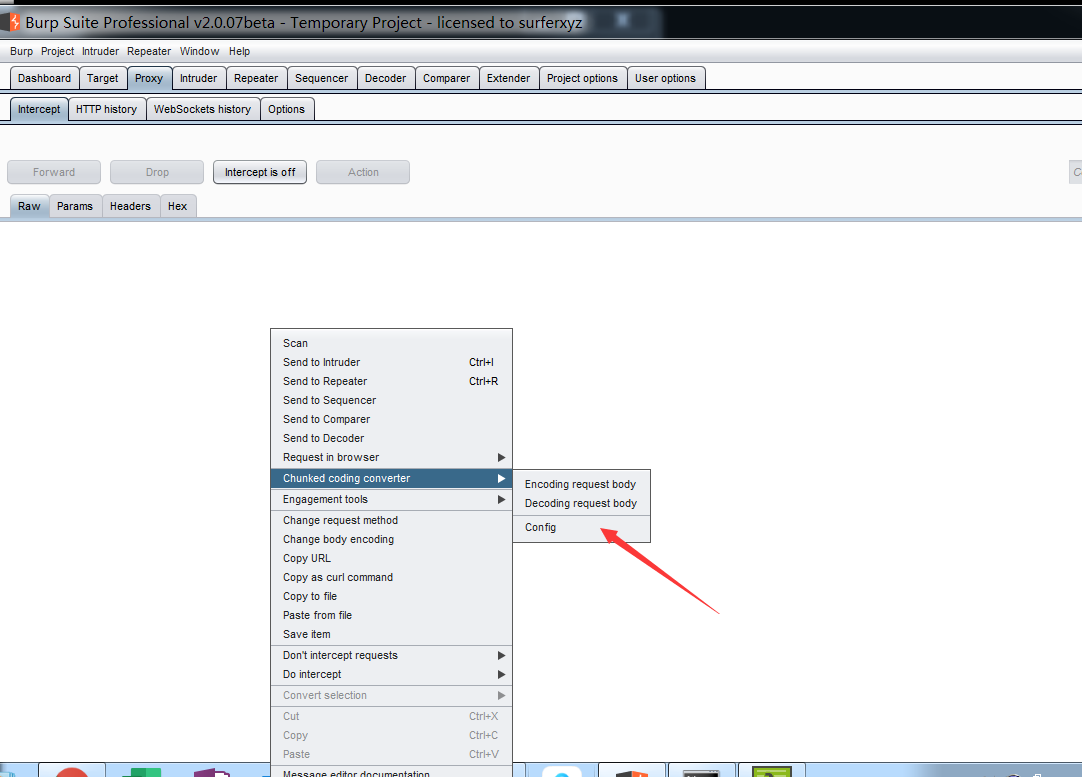 Burp Suite Professional v2.0.07beta - Temporary Project - licensed to surferxyz
Burp Project Intruder Repeater Window Help
Dashboard Target Proxy Intruder Repeater Sequencer Decoder Comparer Extender Project options User options
Intercept HTTP history WebSockets history Options
Forward Drop Intercept is off Action
Raw Params Headers Hex
Scan
Send to Intruder Ctrl+I
Send to Repeater Ctrl+R
Send to Sequencer
Send to Comparer
Send to Decoder
Request in browser
Chunked coding converter
Encoding request body
Engagement tools
Decoding request body
Change request method
Config
Change body encoding
Copy URL
Copy as curl command
Copy to file
Paste from file
Save item
Don't intercept requests
Do intercept
Convert selection
Cut Ctrl+X
Copy Ctrl+C
Paste Ctrl+V
Message editor documentation